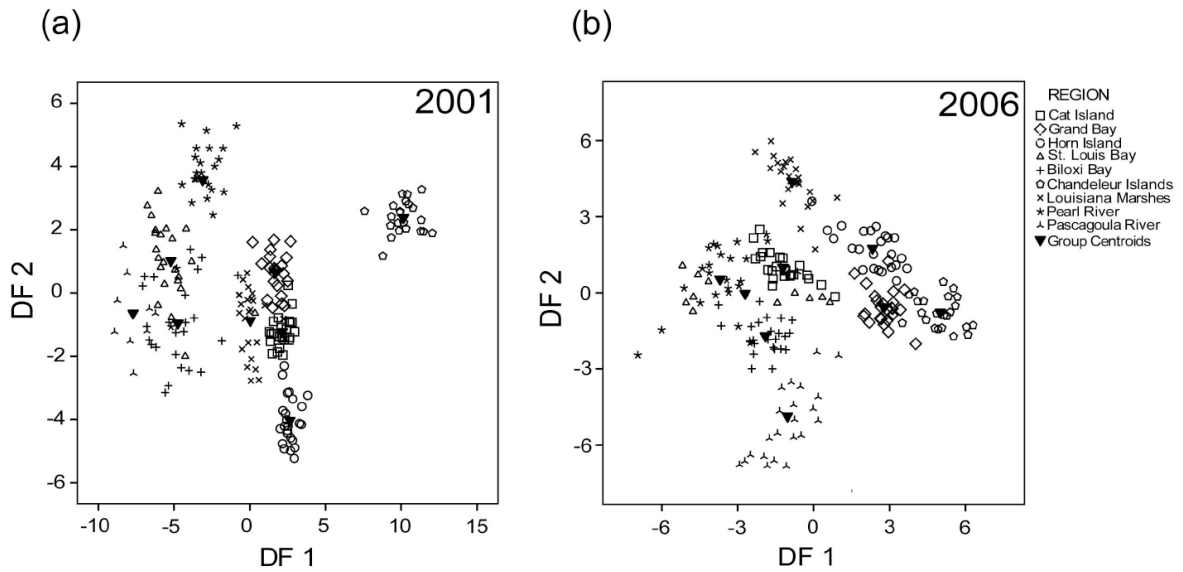 (a)
(b)
2001
6
4
2
0
-2
-4
-6
DF 2
-10
-5
0
5
10
15
DF 1
2006
6
3
0
-3
-6
DF 2
-6
-3
0
3
6
DF 1
REGION
Cat Island
Grand Bay
Horn Island
St. Louis Bay
Biloxi Bay
Chandeleur Islands
Louisiana Marshes
Pearl River
Pascagoula River
Group Centroids